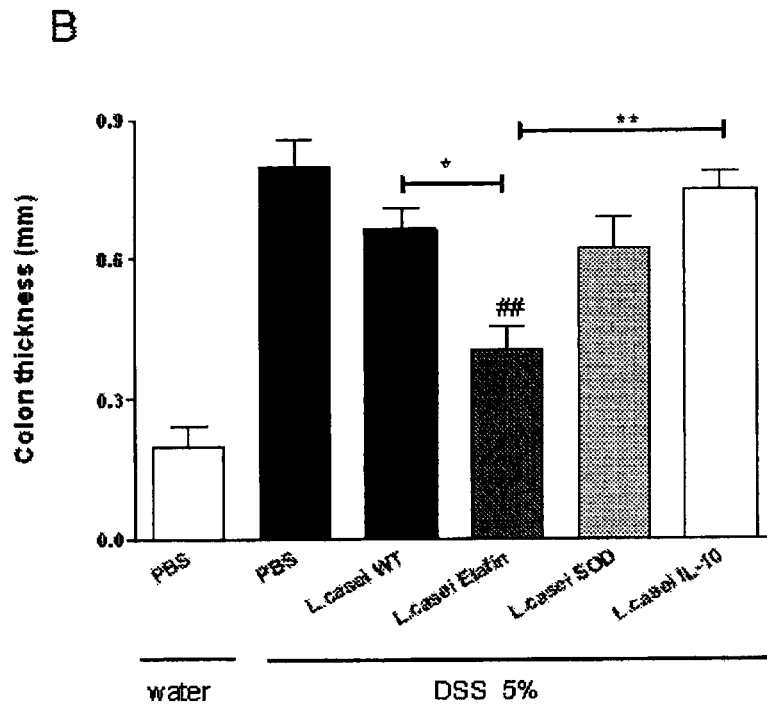 B
Colon thickness (mm)
0.9
0.6
0.3
0.0
*
**
##
PBS
PBS
L.casei WT
L.casei Elafin
L.casei SOD
L.casei IL-10
water
DSS 5%